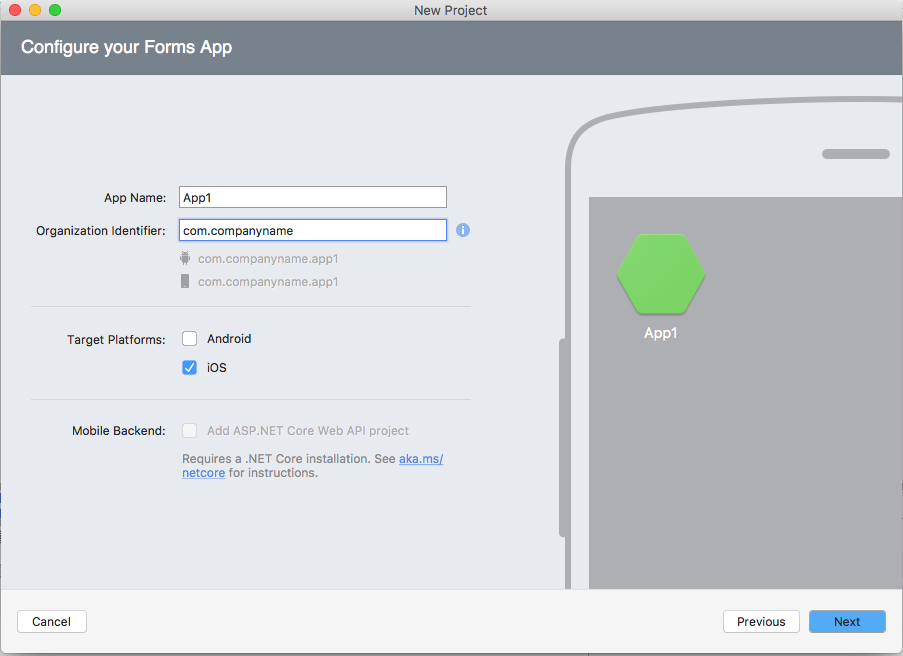 New Project
Configure your Forms App
App Name: App1
Organization Identifier: com.companyname
com.companyname.app1
com.companyname.app1
Target Platforms: Android
iOS
Mobile Backend: Add ASP.NET Core Web API project
Requires a .NET Core installation. See aka.ms/
netcore for instructions.
App1
Cancel Previous Next